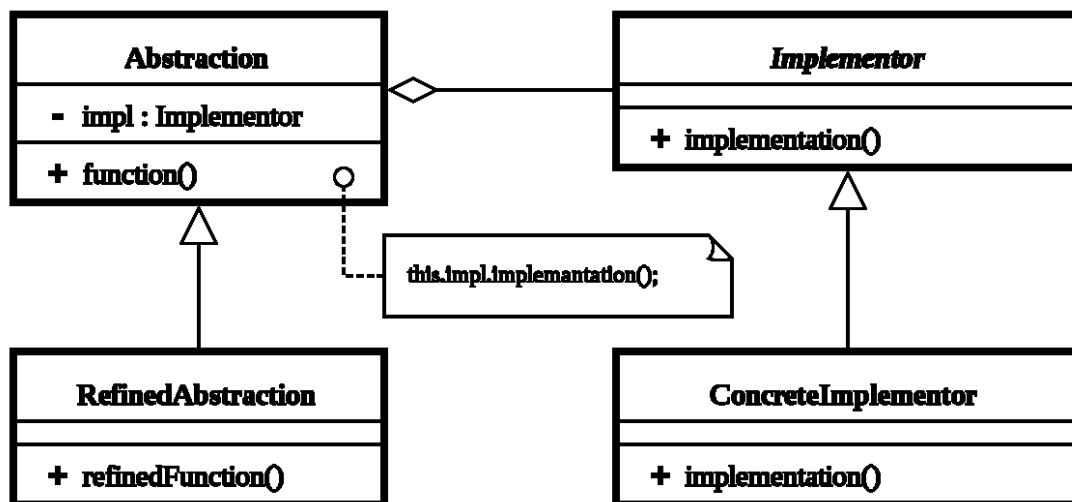 Abstraction
- impl : Implementor
+ function()
Implementor
+ implementation()
this.impl.implemantation();
RefinedAbstraction
+ refinedFunction()
ConcreteImplementor
+ implementation()